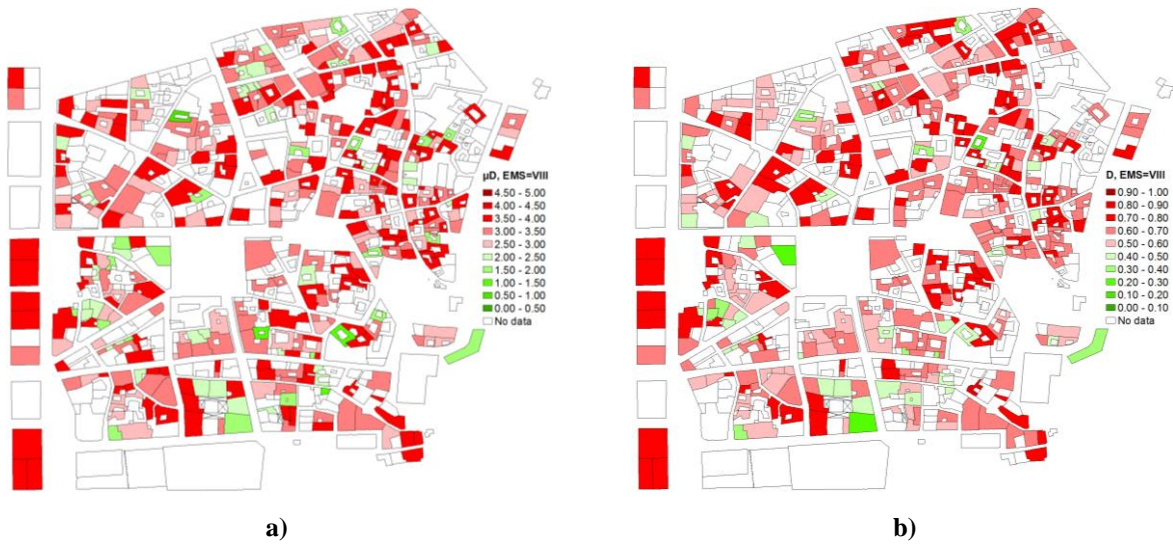 µD, EMS=VIII
4.50 - 5.00
4.00 - 4.50
3.50 - 4.00
3.00 - 3.50
2.50 - 3.00
2.00 - 2.50
1.50 - 2.00
1.00 - 1.50
0.50 - 1.00
0.00 - 0.50
No data
a)
D, EMS=VIII
0.90 - 1.00
0.80 - 0.90
0.70 - 0.80
0.60 - 0.70
0.50 - 0.60
0.40 - 0.50
0.30 - 0.40
0.20 - 0.30
0.10 - 0.20
0.00 - 0.10
No data
b)